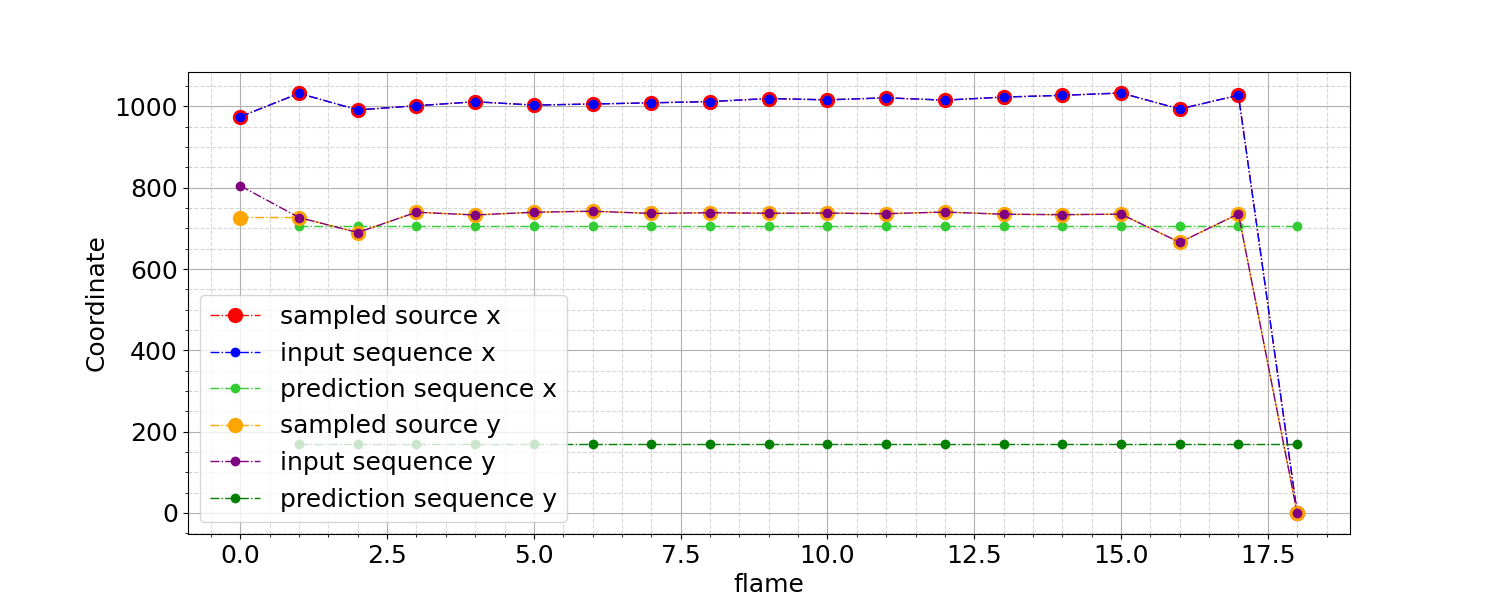 1000
800
600
400
200
0
Coordinate
sampled source x
input sequence x
prediction sequence x
sampled source y
input sequence y
prediction sequence y
0.0 2.5 5.0 7.5 10.0 12.5 15.0 17.5
flame